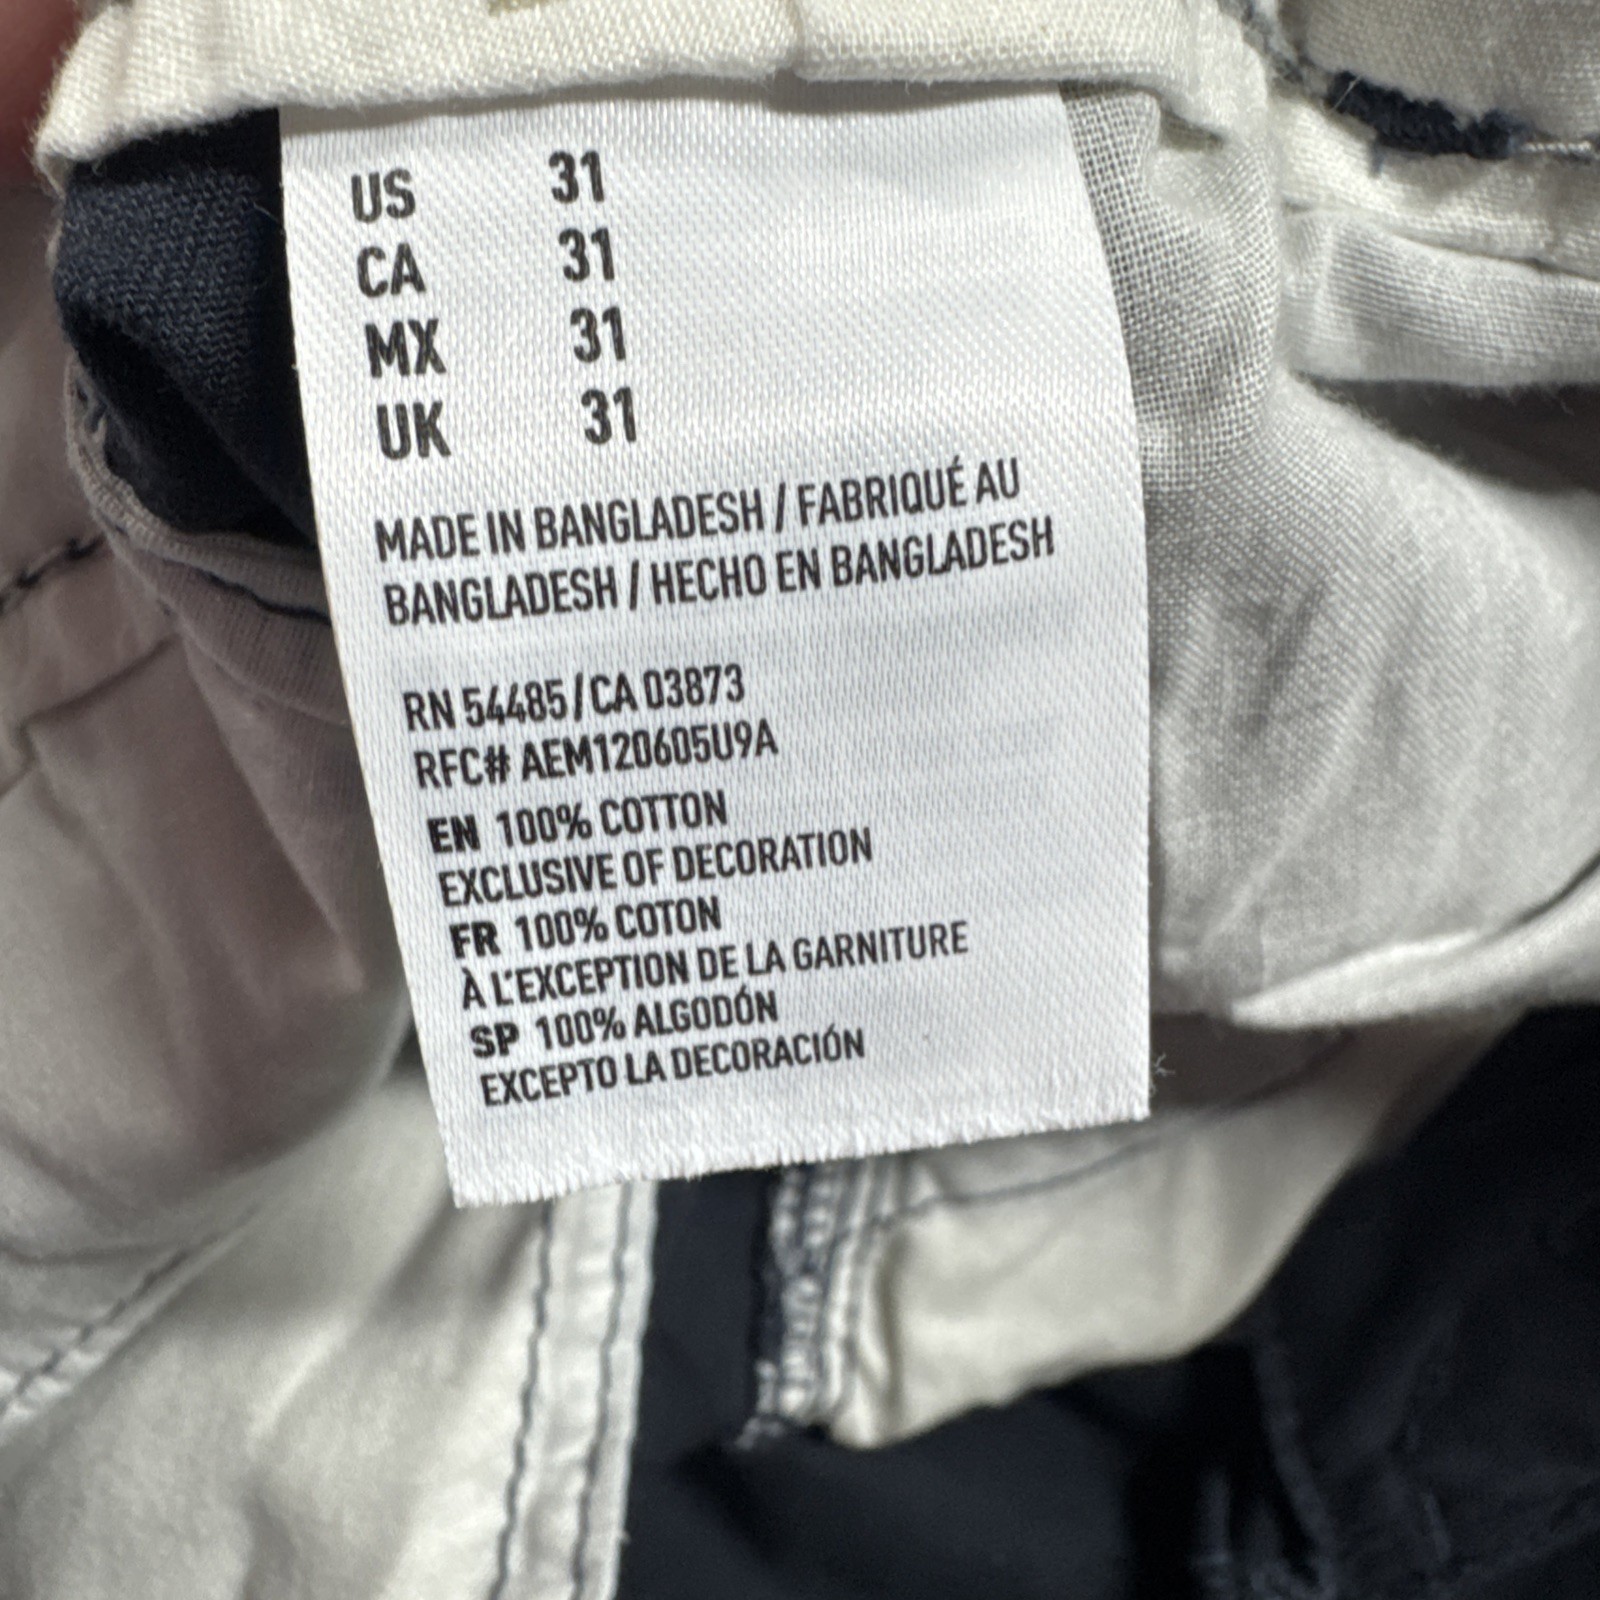 US 31
CA 31
MX 31
UK 31
MADE IN BANGLADESH / FABRIQUÉ AU
BANGLADESH / HECHO EN BANGLADESH
RN 54485 / CA 03873
RFC# AEM120605U9A
EN 100% COTTON
EXCLUSIVE OF DECORATION
FR 100% COTON
À L'EXCEPTION DE LA GARNITURE
SP 100% ALGODÓN
EXCEPTO LA DECORACIÓN